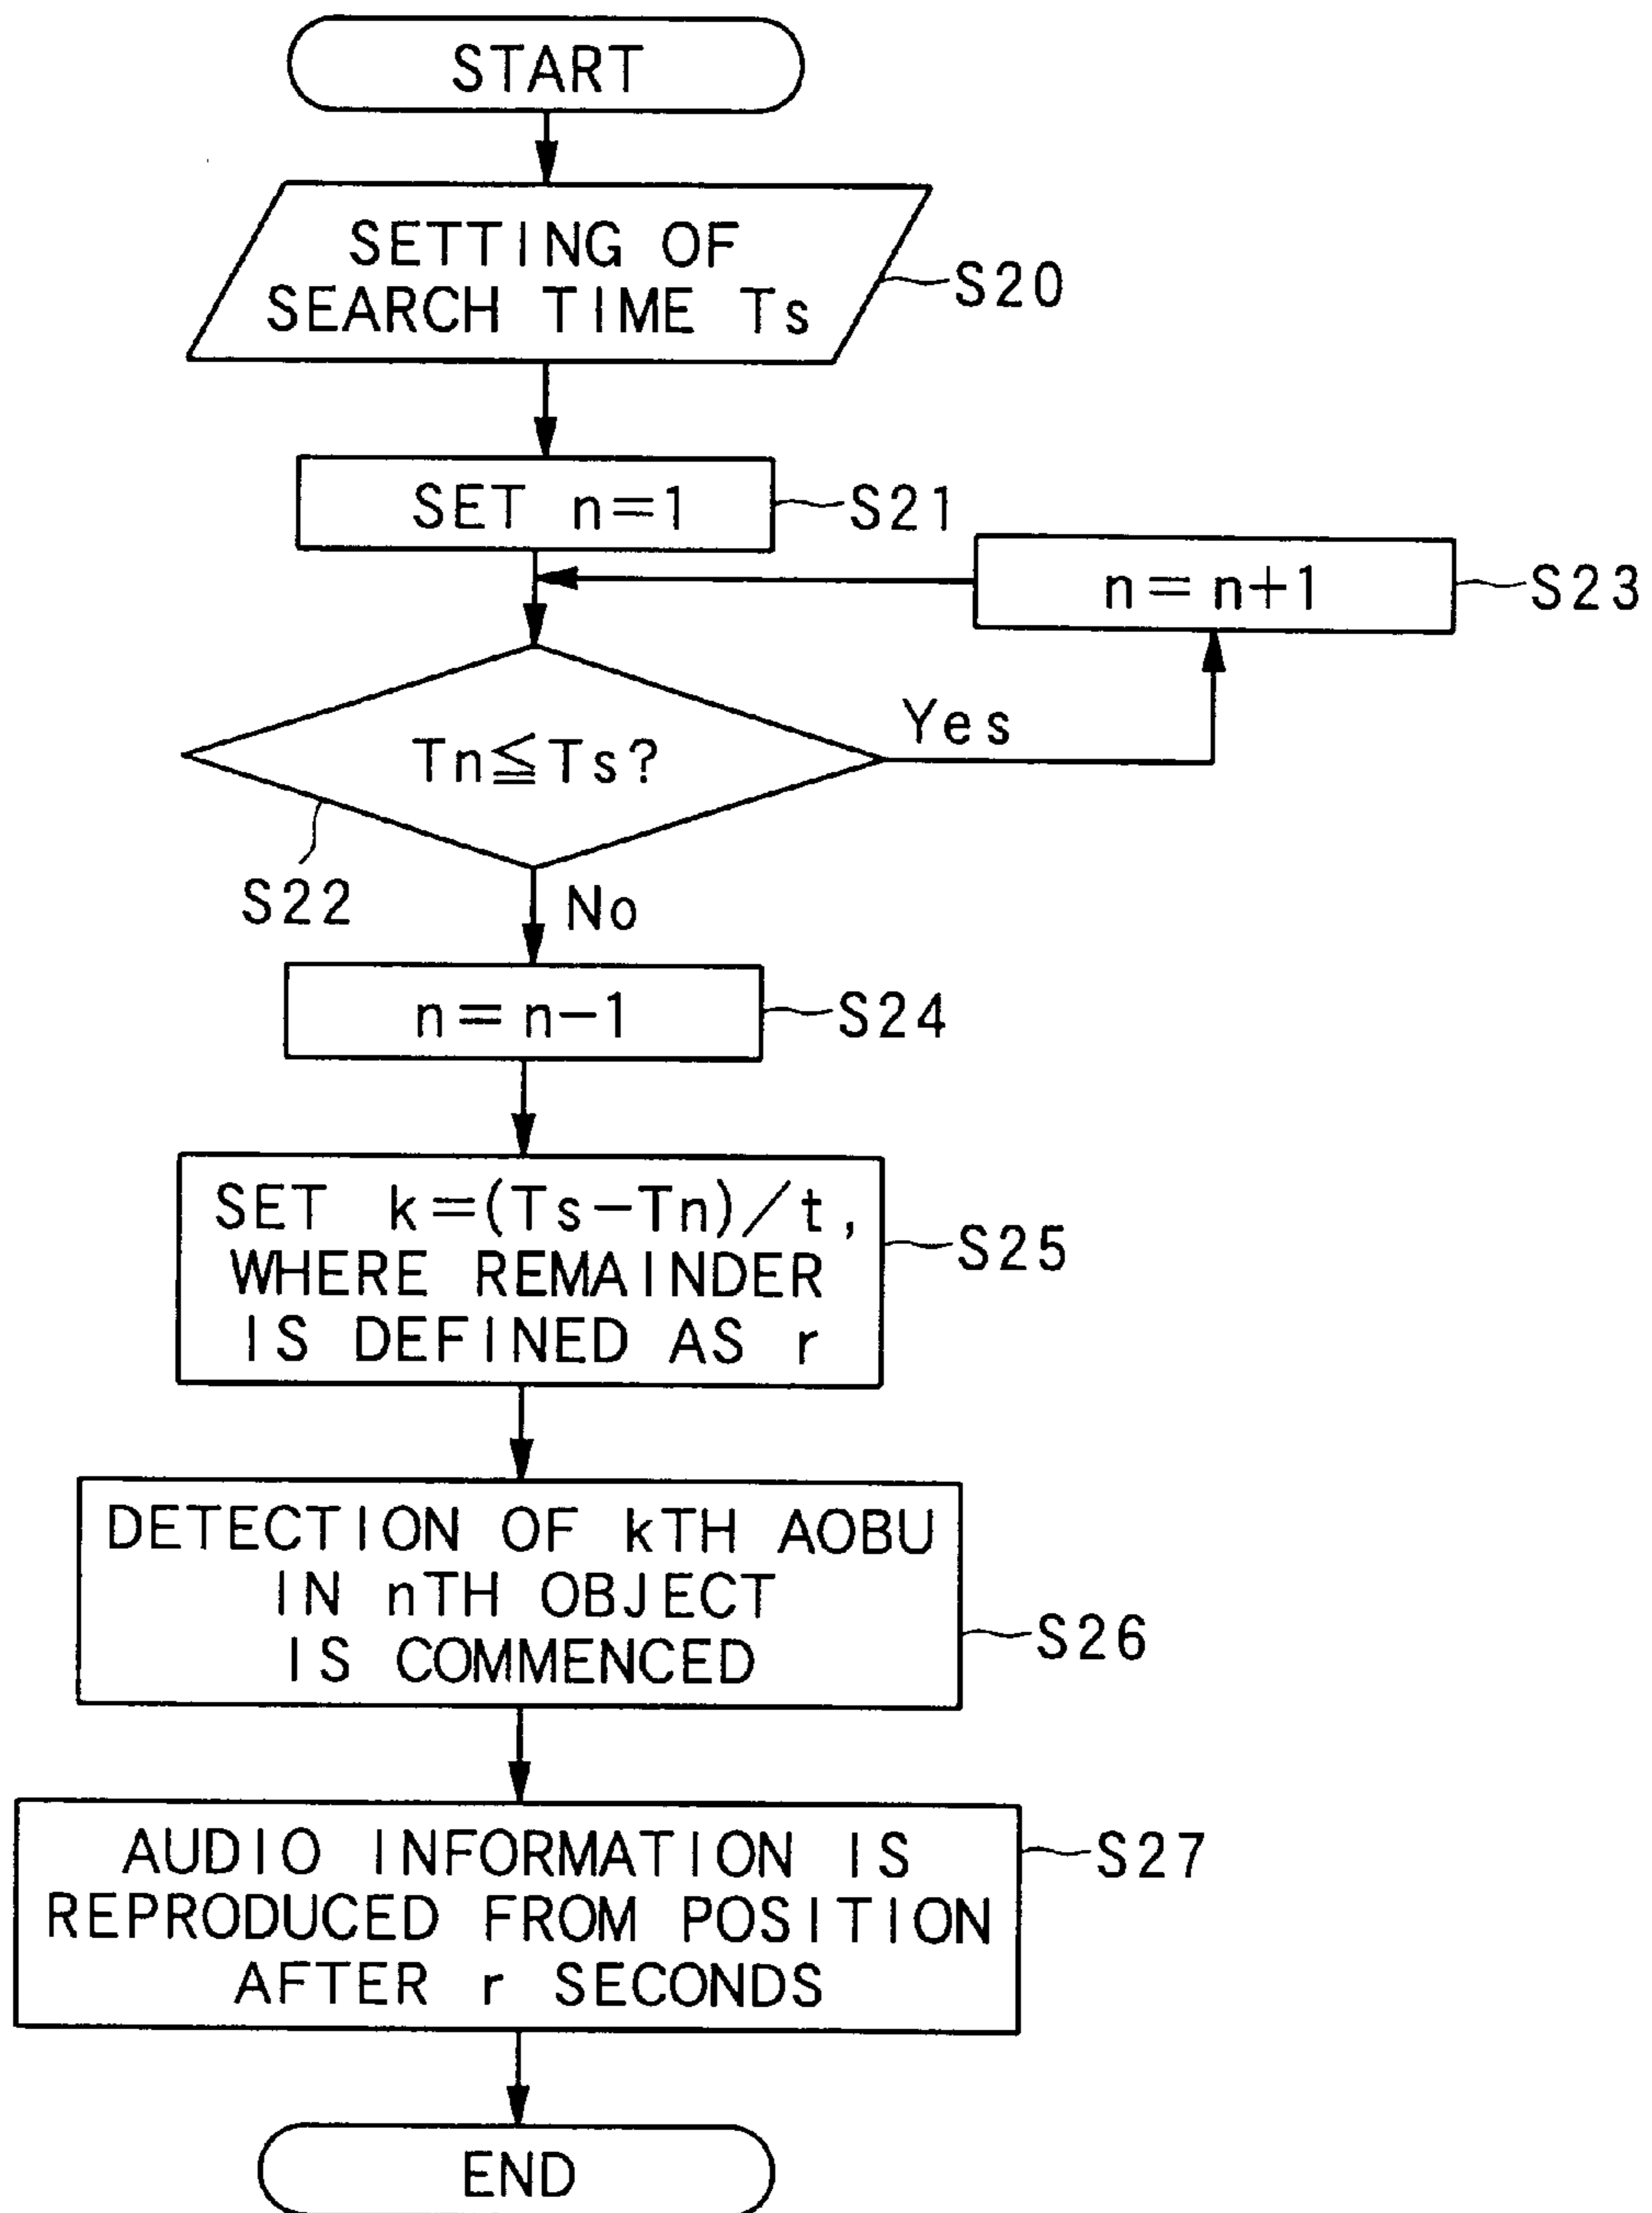 START
SETTING OF
SEARCH TIME Ts
S20
SET n=1
S21
n=n+1
S23
Tn≦Ts?
Yes
S22
No
n=n-1
S24
SET k=(Ts-Tn)/t,
WHERE REMAINDER
IS DEFINED AS r
S25
DETECTION OF kTH AOBU
IN nTH OBJECT
IS COMMENCED
S26
AUDIO INFORMATION IS
REPRODUCED FROM POSITION
AFTER r SECONDS
S27
END